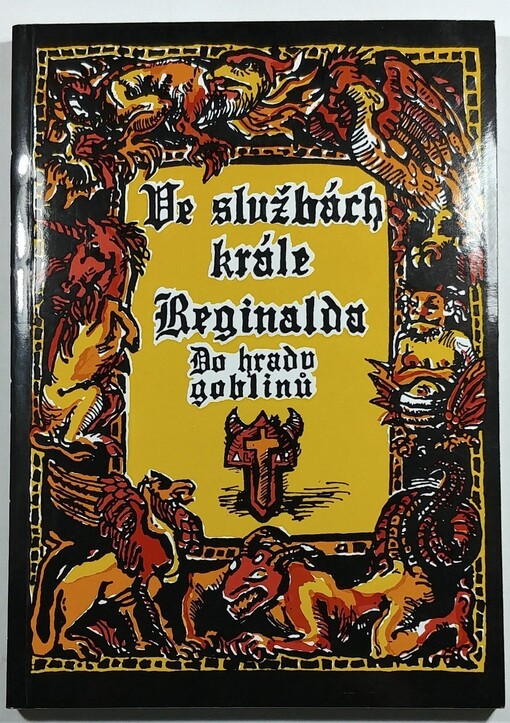 Ve službách
krále
Reginalda
Do hradu
goblinů